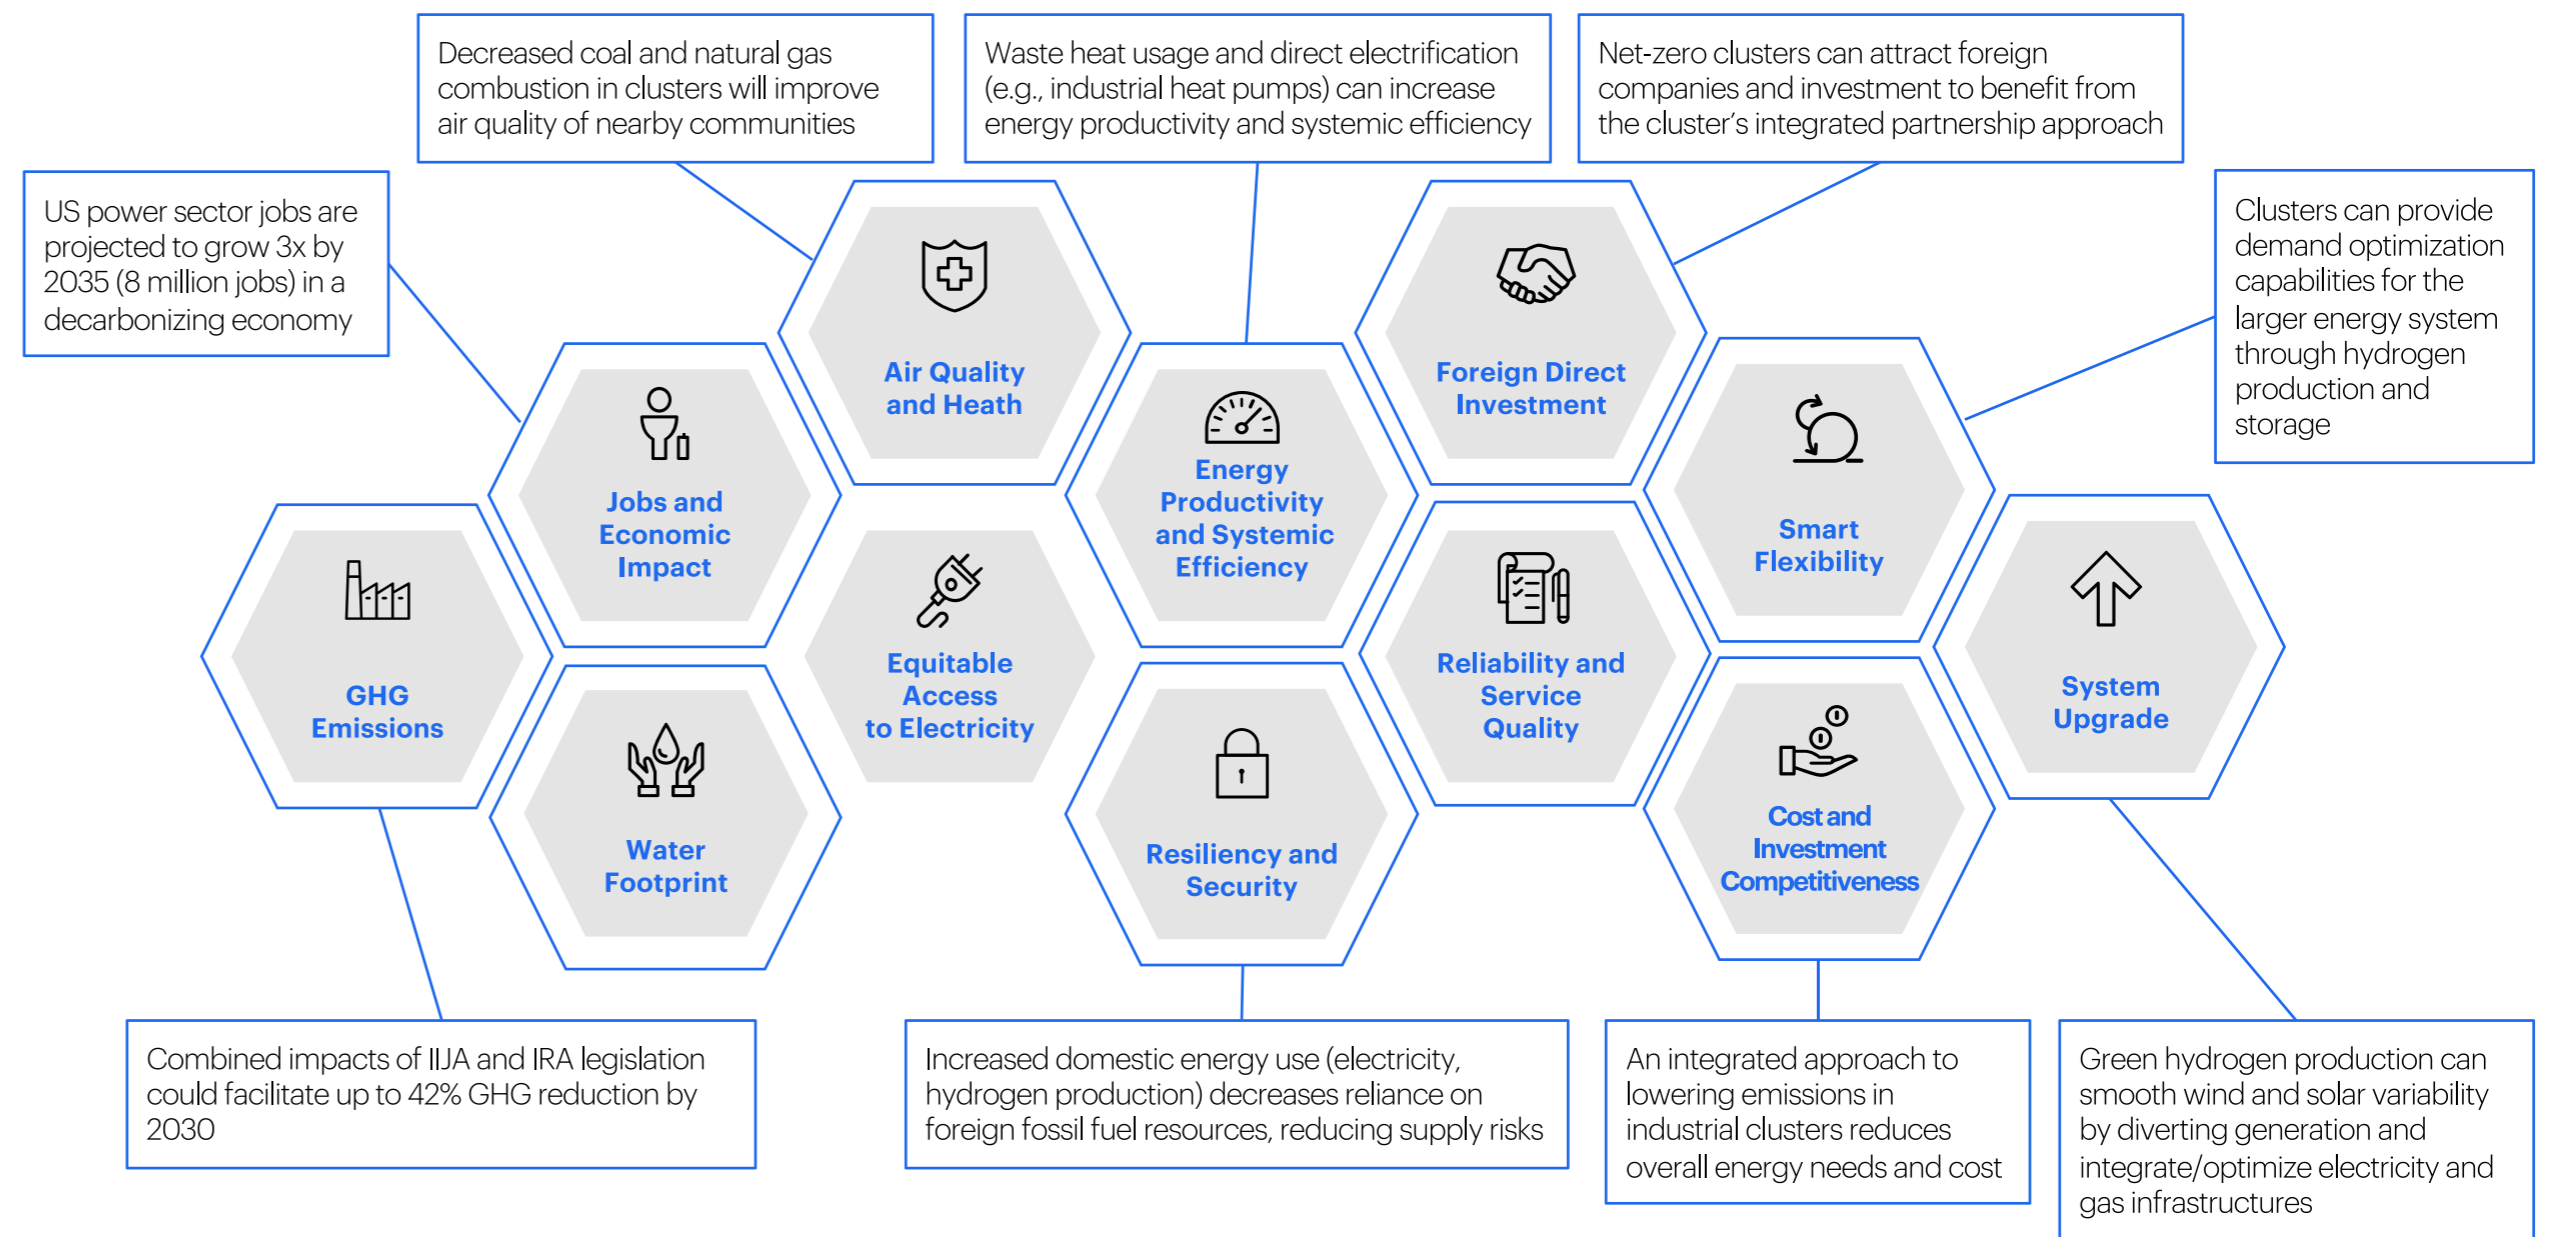 Decreased coal and natural gas
combustion in clusters will improve
air quality of nearby communities
Waste heat usage and direct electrification
(e.g., industrial heat pumps) can increase
energy productivity and systemic efficiency
Net-zero clusters can attract foreign
companies and investment to benefit from
the cluster's integrated partnership approach
US power sector jobs are
projected to grow 3x by
2035 (8 million jobs) in a
decarbonizing economy
Clusters can provide
demand optimization
capabilities for the
larger energy system
through hydrogen
production and
storage
Air Quality
and Heath
Foreign Direct
Investment
Jobs and
Economic
Impact
Energy
Productivity
and Systemic
Efficiency
Smart
Flexibility
GHG
Emissions
Equitable
Access
to Electricity
Reliability and
Service
Quality
System
Upgrade
Water
Footprint
Resiliency and
Security
Cost and
Investment
Competitiveness
Combined impacts of IIJA and IRA legislation
could facilitate up to 42% GHG reduction by
2030
Increased domestic energy use (electricity,
hydrogen production) decreases reliance on
foreign fossil fuel resources, reducing supply risks
An integrated approach to
lowering emissions in
industrial clusters reduces
overall energy needs and cost
Green hydrogen production can
smooth wind and solar variability
by diverting generation and
integrate/optimize electricity and
gas infrastructures